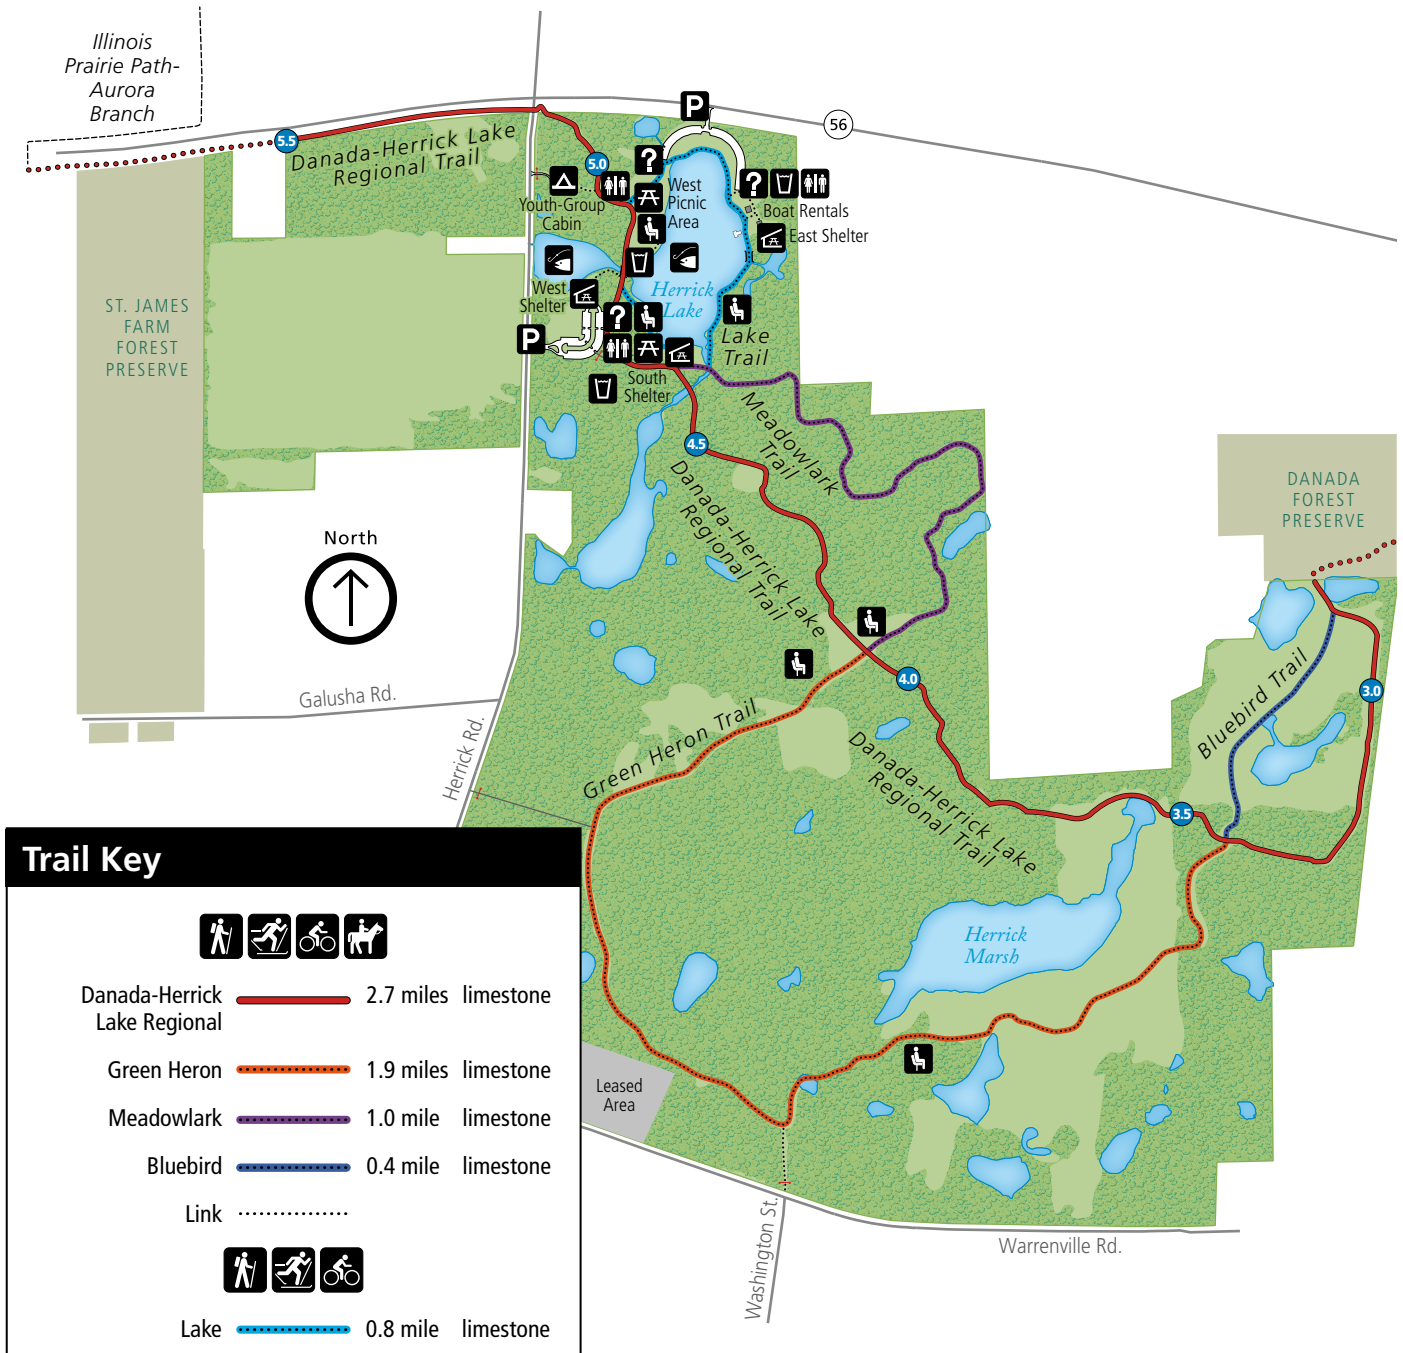 Illinois
Prairie Path-
Aurora
Branch
56
5.5
Danada-Herrick Lake
Regional Trail
5.0
P
?
West
Picnic
Area
?
Boat Rentals
East Shelter
Youth-Group
Cabin
West
Shelter
Herrick
Lake
P
?
Lake
Trail
South
Shelter
ST. JAMES
FARM
FOREST
PRESERVE
4.5
Meadowlark
Trail
Danada-Herrick Lake
Regional Trail
DANADA
FOREST
PRESERVE
North
Galusha Rd.
Herrick Rd.
4.0
Green Heron Trail
Bluebird Trail
3.0
Danada-Herrick Lake
Regional Trail
3.5
Herrick
Marsh
Leased
Area
Washington St.
Warrenville Rd.
Trail Key
Danada-Herrick
Lake Regional
2.7 miles limestone
Green Heron 1.9 miles limestone
Meadowlark 1.0 mile limestone
Bluebird 0.4 mile limestone
Link
Lake 0.8 mile limestone